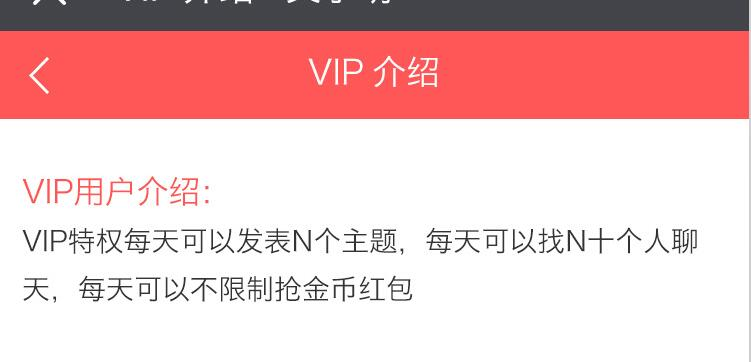 VIP 介绍
VIP用户介绍：
VIP特权每天可以发表N个主题，每天可以找N十个人聊
天，每天可以不限制抢金币红包